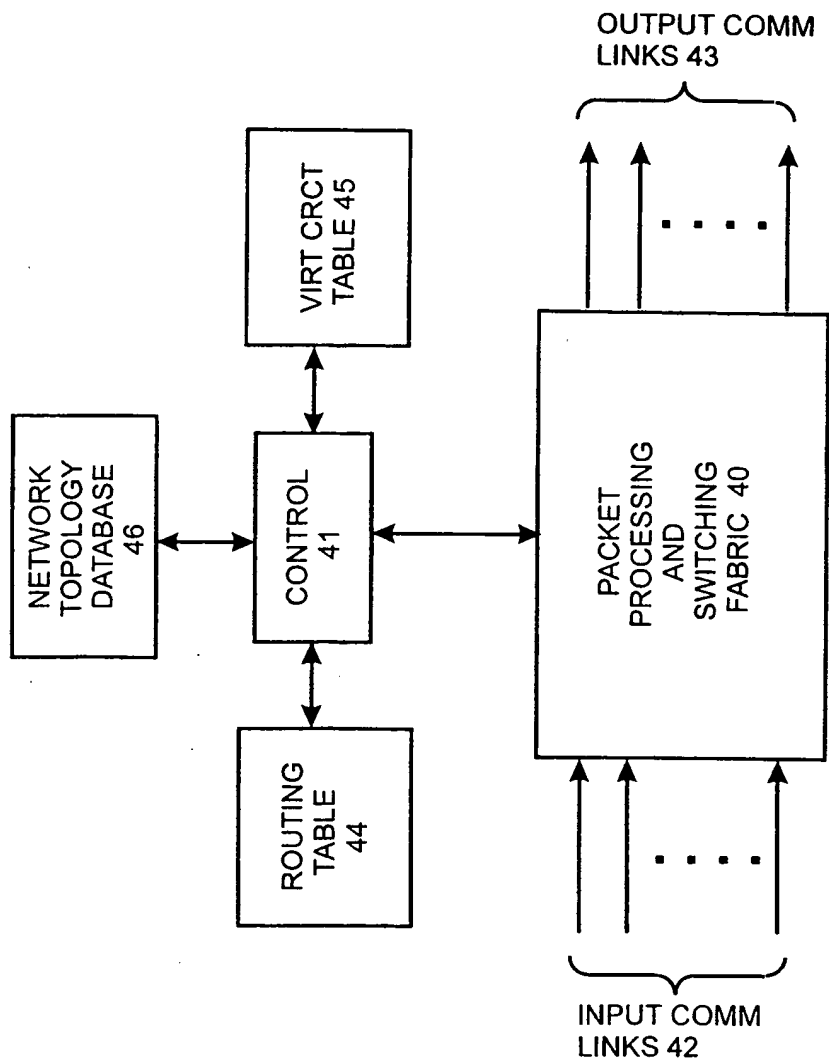 OUTPUT COMM
LINKS 43
NETWORK
TOPOLOGY
DATABASE
46
VIRT CRCT
TABLE 45
CONTROL
41
ROUTING
TABLE
44
PACKET
PROCESSING
AND
SWITCHING
FABRIC 40
INPUT COMM
LINKS 42